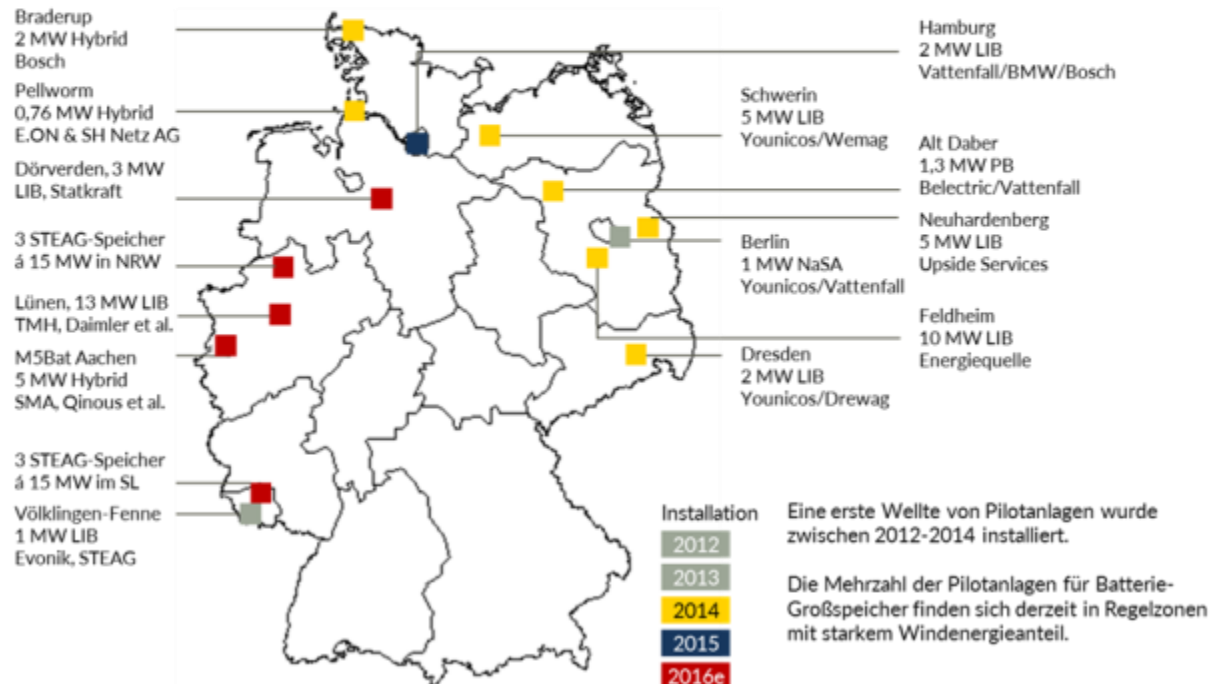 Braderup
2 MW Hybrid
Bosch
Pellworm
0,76 MW Hybrid
E.ON & SH Netz AG
Dörverden, 3 MW
LIB, Statkraft
3 STEAG-Speicher
á 15 MW in NRW
Lünen, 13 MW LIB
TMH, Daimler et al.
M5Bat Aachen
5 MW Hybrid
SMA, Qinous et al.
3 STEAG-Speicher
á 15 MW im SL
Völklingen-Fenne
1 MW LIB
Evonik, STEAG
Hamburg
2 MW LIB
Vattenfall/BMW/Bosch
Schwerin
5 MW LIB
Younicos/Wemag
Alt Daber
1,3 MW PB
Belectric/Vattenfall
Neuhardenberg
5 MW LIB
Upside Services
Berlin
1 MW NaSA
Younicos/Vattenfall
Feldheim
10 MW LIB
Energiequelle
Dresden
2 MW LIB
Younicos/Drewag
Installation
2012
2013
2014
2015
2016e
Eine erste Wellte von Pilotanlagen wurde
zwischen 2012-2014 installiert.
Die Mehrzahl der Pilotanlagen für Batterie-
Großspeicher finden sich derzeit in Regelzonen
mit starkem Windenergieanteil.